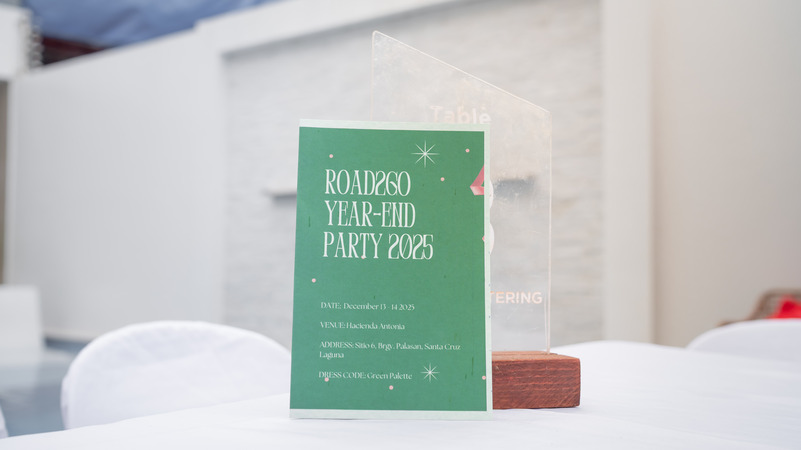 Table
ROAD2GO
YEAR-END
PARTY 2025
TERING
DATE: December 13 - 14 2025
VENUE: Hacienda Antonia
ADDRESS: Sitio 6, Brgy. Palasan, Santa Cruz
Laguna
DRESS CODE: Green Palette